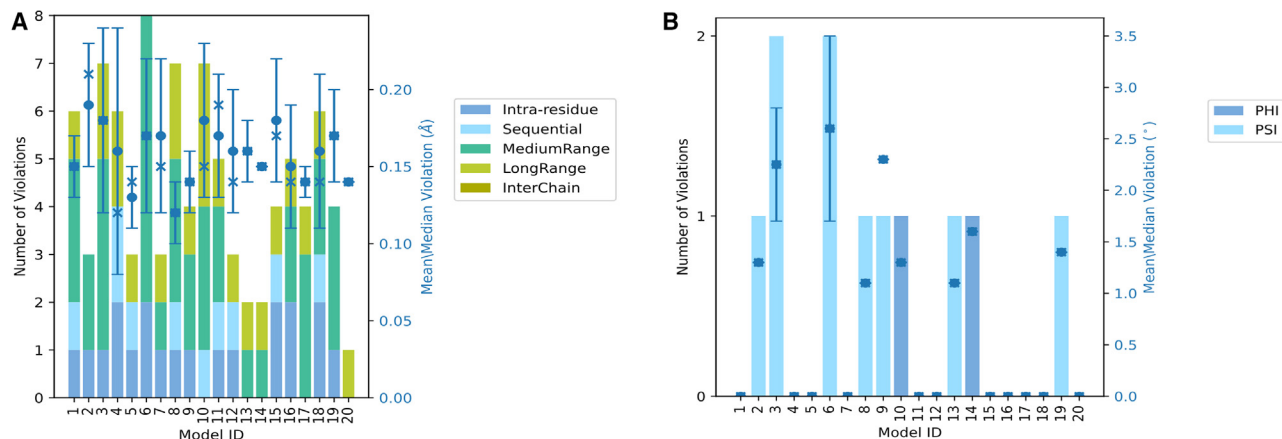 A
8
7
6
5
4
3
2
1
0
Number of Violations
1 2 3 4 5 6 7 8 9 10 11 12 13 14 15 16 17 18 19 20
Model ID
0.20
0.15
0.10
0.05
0.00
Mean\Median Violation (Å)
Intra-residue
Sequential
MediumRange
LongRange
InterChain
B
2
1
0
Number of Violations
1 2 3 4 5 6 7 8 9 10 11 12 13 14 15 16 17 18 19 20
Model ID
3.5
3.0
2.5
2.0
1.5
1.0
0.5
0.0
Mean\Median Violation (°)
PHI
PSI